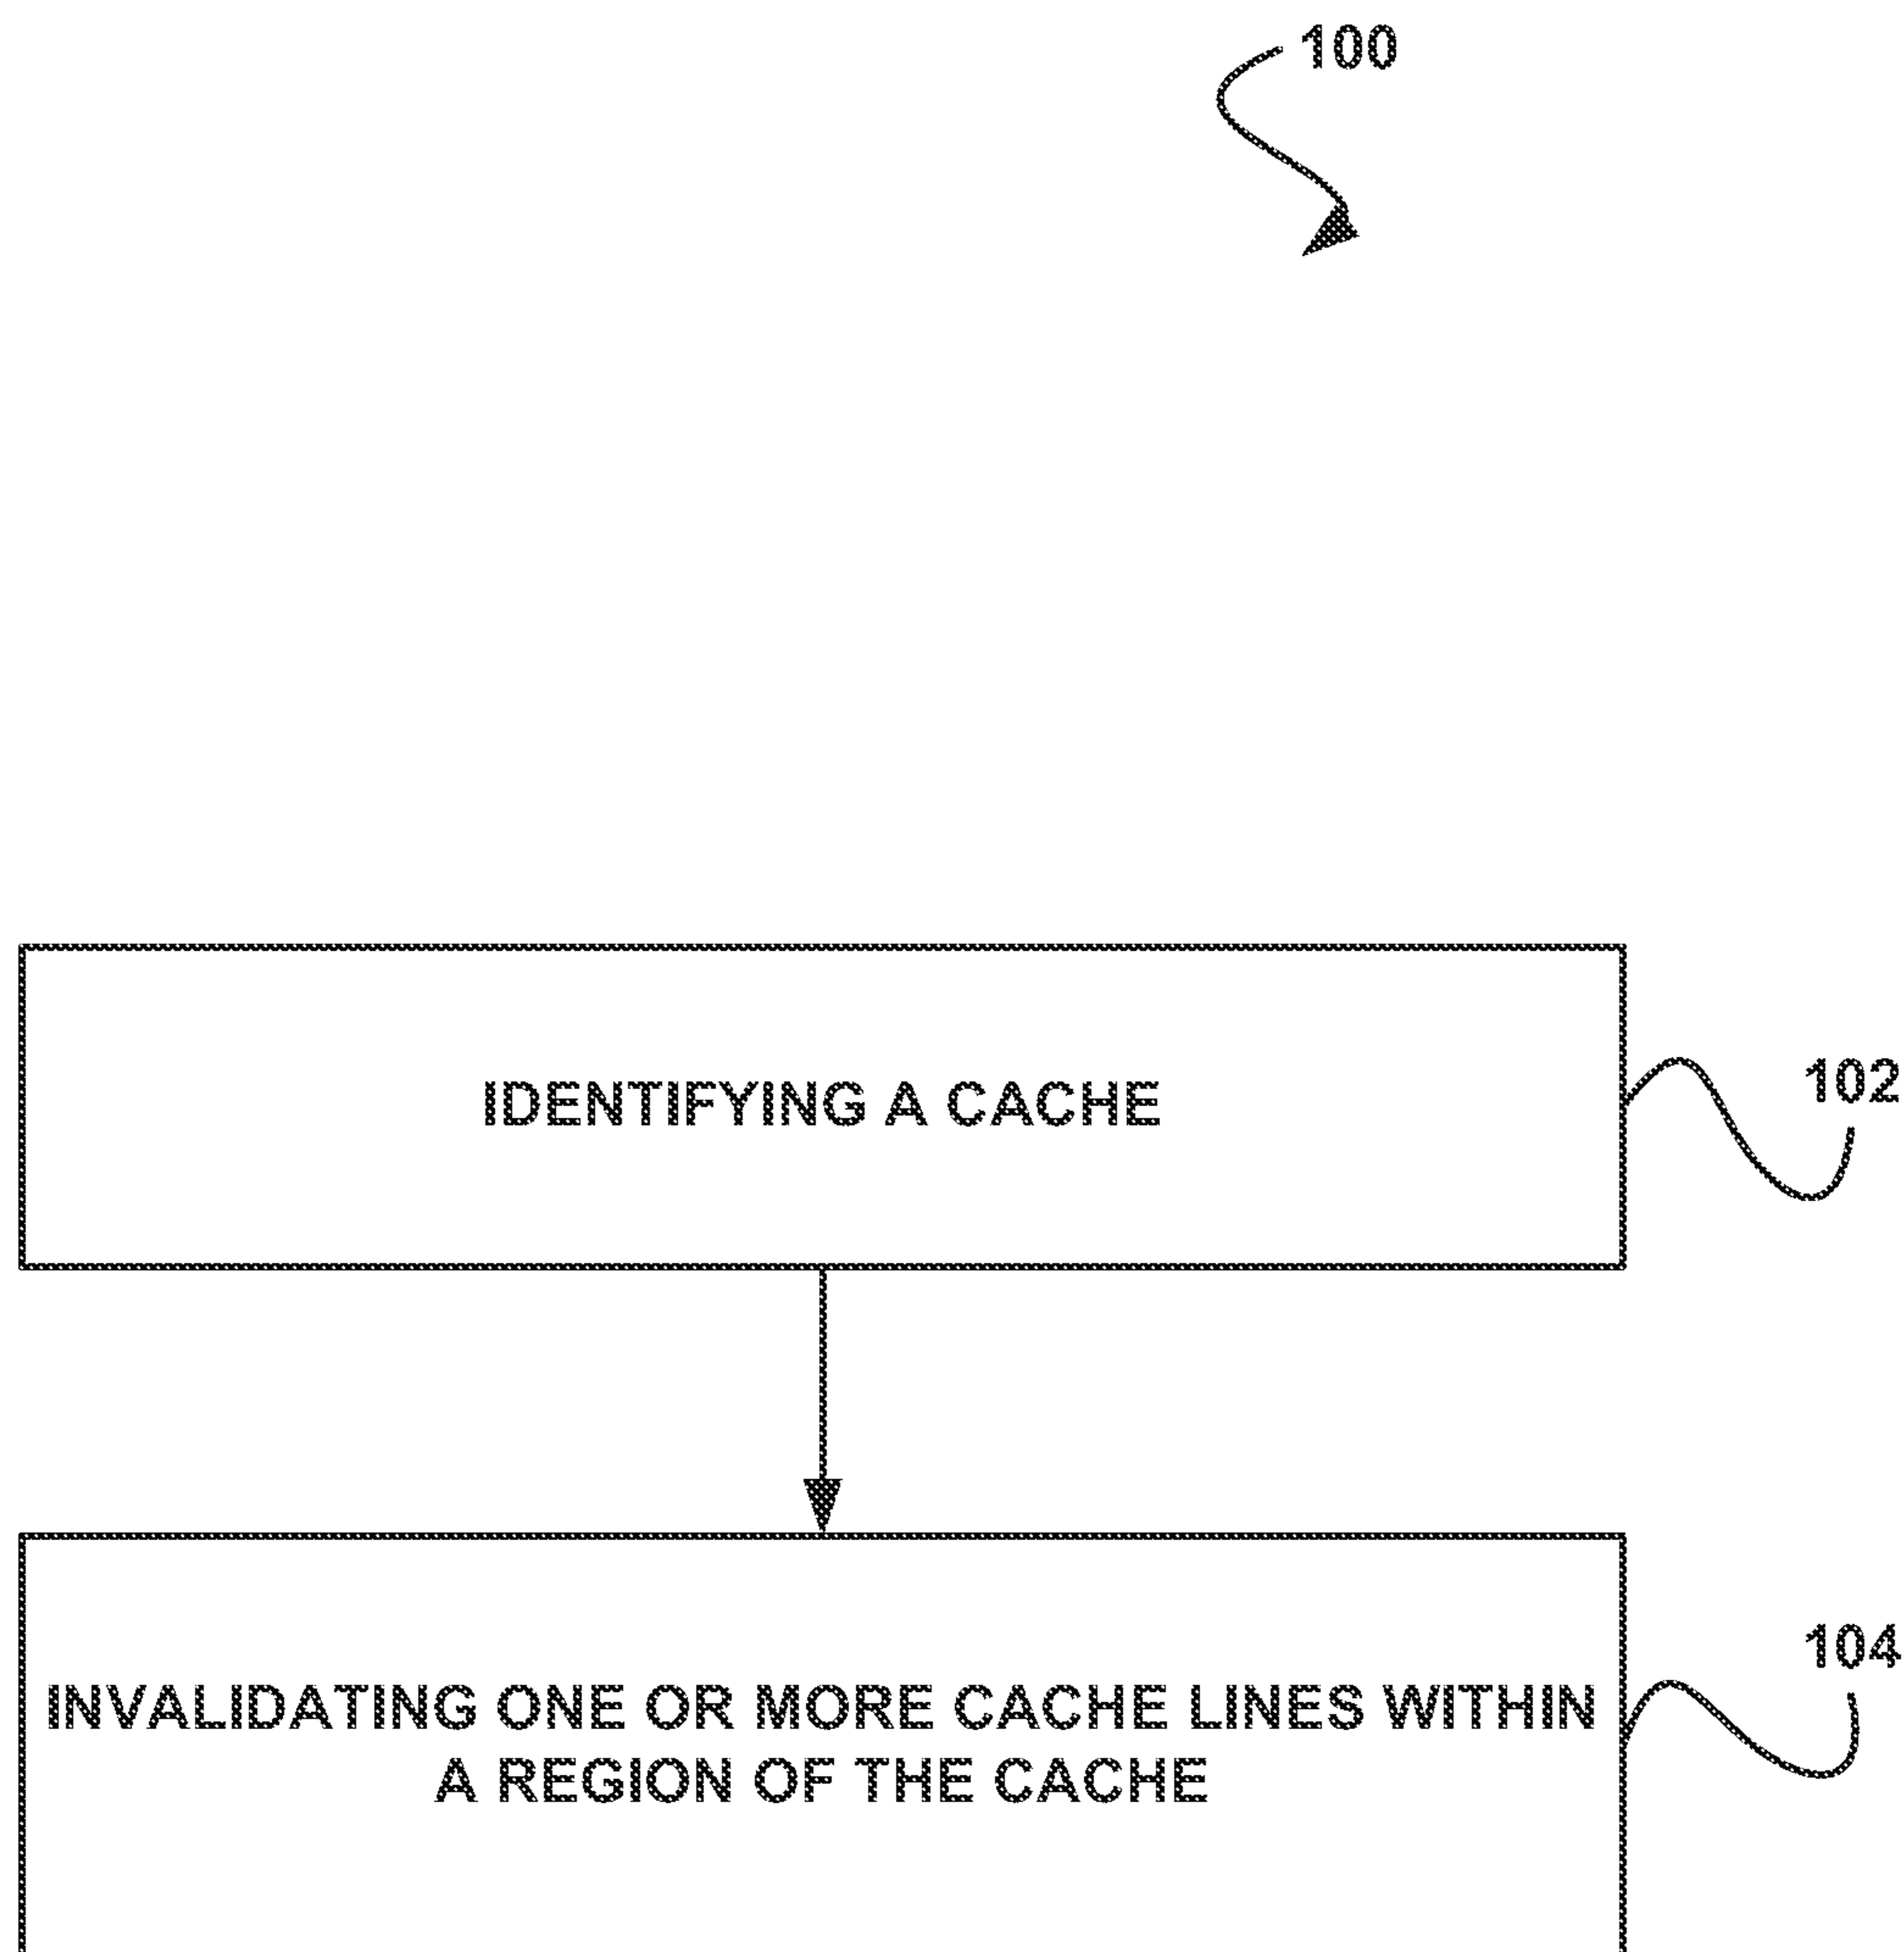 100
IDENTIFYING A CACHE
102
104
INVALIDATING ONE OR MORE CACHE LINES WITHIN
A REGION OF THE CACHE